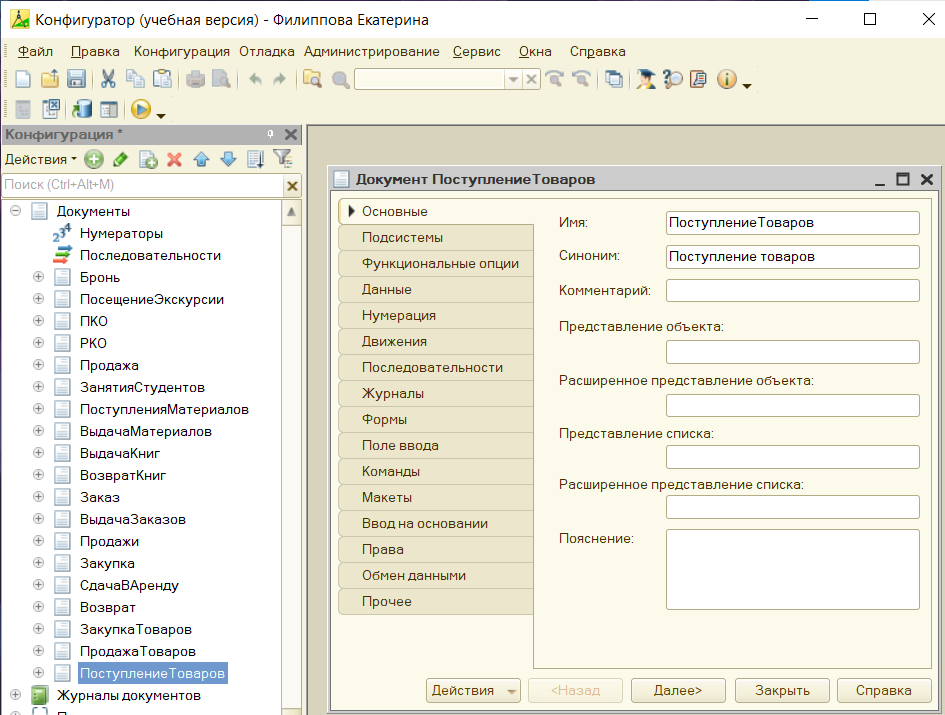 Конфигуратор (учебная версия) - Филиппова Екатерина
Файл Правка Конфигурация Отладка Администрирование Сервис Окна Справка
Конфигурация *
Действия
Поиск (Ctrl+Alt+M)
Документы
Нумераторы
Последовательности
Бронь
ПосещениеЭкскурсии
ПКО
РКО
Продажа
ЗанятияСтудентов
ПоступленияМатериалов
ВыдачаМатериалов
ВыдачаКниг
ВозвратКниг
Заказ
ВыдачаЗаказов
Продажи
Закупка
СдачаВАренду
Возврат
ЗакупкаТоваров
ПродажаТоваров
ПоступлениеТоваров
Журналы документов
Документ ПоступлениеТоваров
Основные
Подсистемы
Функциональные опции
Данные
Нумерация
Движения
Последовательности
Журналы
Формы
Поле ввода
Команды
Макеты
Ввод на основании
Права
Обмен данными
Прочее
Имя: ПоступлениеТоваров
Синоним: Поступление товаров
Комментарий:
Представление объекта:
Расширенное представление объекта:
Представление списка:
Расширенное представление списка:
Пояснение:
Действия <Назад Далее> Закрыть Справка